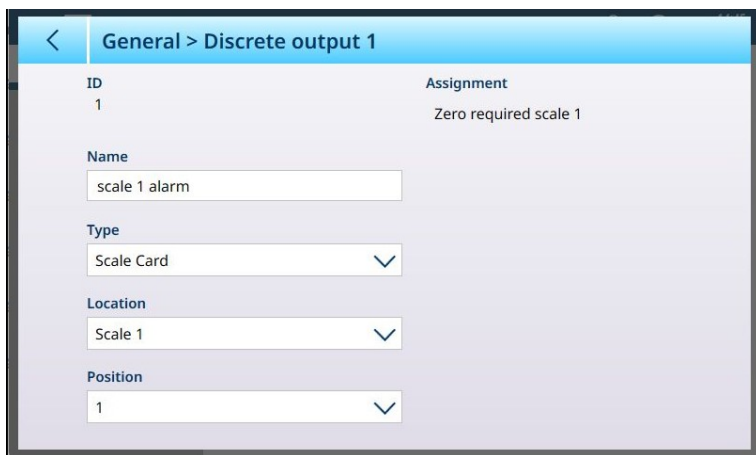 General > Discrete output 1
ID
1
Assignment
Zero required scale 1
Name
scale 1 alarm
Type
Scale Card
Location
Scale 1
Position
1